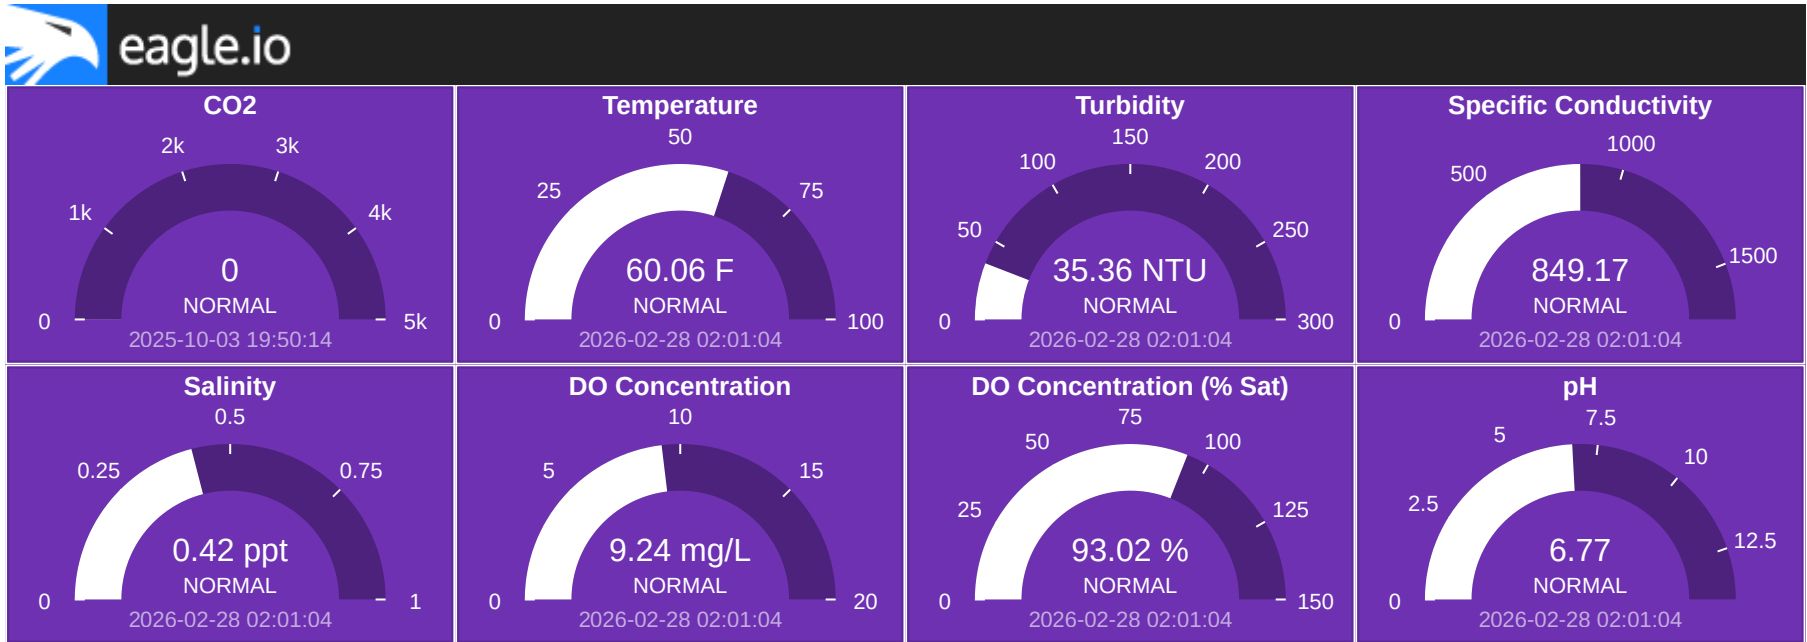 eagle.io
CO2
2k
3k
1k
4k
0
5k
0
NORMAL
2025-10-03 19:50:14
Temperature
50
25
75
0
100
60.06 F
NORMAL
2026-02-28 02:01:04
Turbidity
150
100
200
50
250
0
300
35.36 NTU
NORMAL
2026-02-28 02:01:04
Specific Conductivity
1000
500
1500
0
849.17
NORMAL
2026-02-28 02:01:04
Salinity
0.5
0.25
0.75
0
1
0.42 ppt
NORMAL
2026-02-28 02:01:04
DO Concentration
10
5
15
0
20
9.24 mg/L
NORMAL
2026-02-28 02:01:04
DO Concentration (% Sat)
75
50
100
25
125
0
150
93.02 %
NORMAL
2026-02-28 02:01:04
pH
7.5
5
10
2.5
12.5
0
6.77
NORMAL
2026-02-28 02:01:04